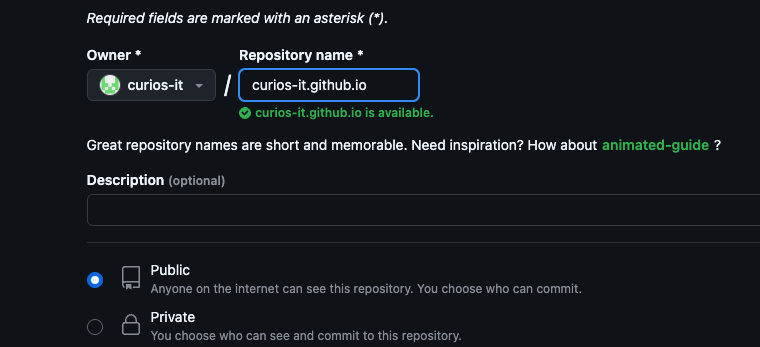 Required fields are marked with an asterisk (*).
Owner * Repository name *
curios-it / curios-it.github.io
curios-it.github.io is available.
Great repository names are short and memorable. Need inspiration? How about animated-guide ?
Description (optional)
Public
Anyone on the internet can see this repository. You choose who can commit.
Private
You choose who can see and commit to this repository.